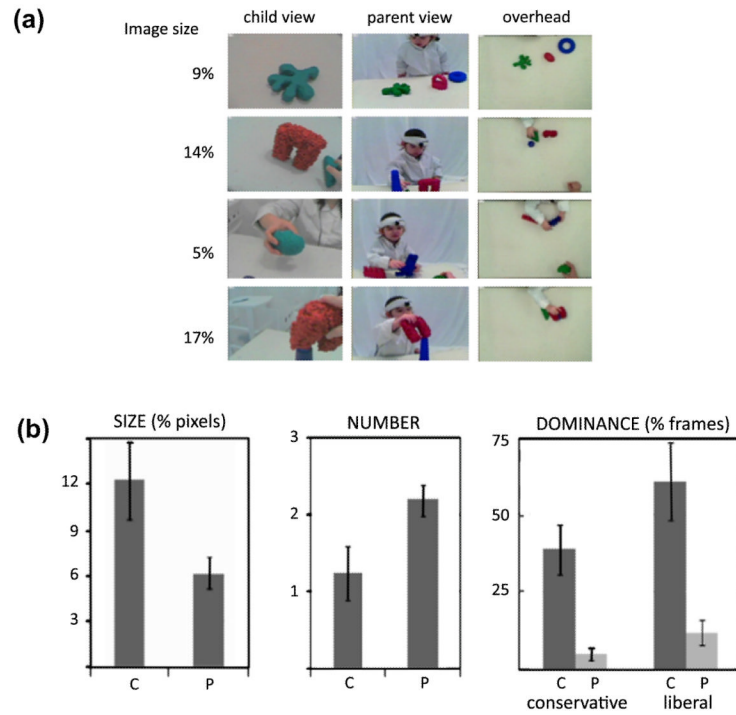 (a)
Image size
child view parent view overhead
9%
14%
5%
17%
(b)
SIZE (% pixels)
12
9
6
3
C P
NUMBER
3
2
1
C P
DOMINANCE (% frames)
75
50
25
C P C P
conservative liberal